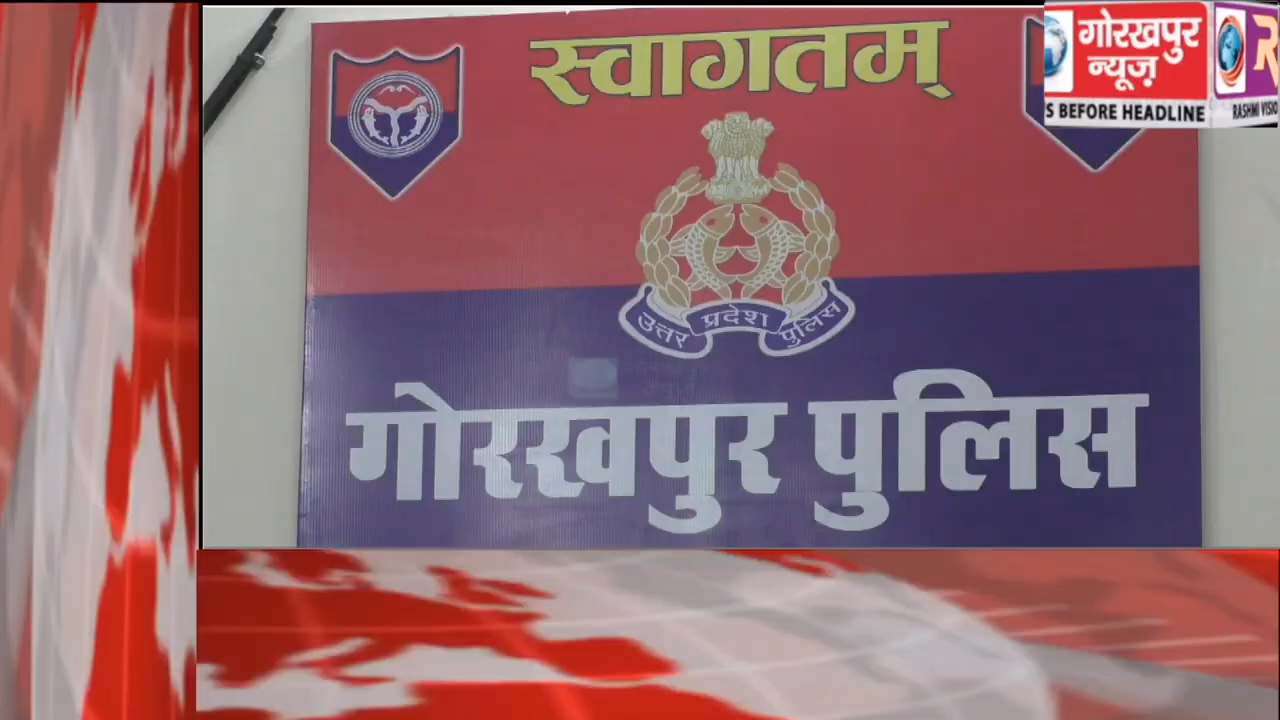 स्वागतम्
गोरखपुर
न्यूज़
S BEFORE HEADLINE
R
RASHMI VISIO
उत्तर प्रदेश पुलिस
गोरखपुर पुलिस